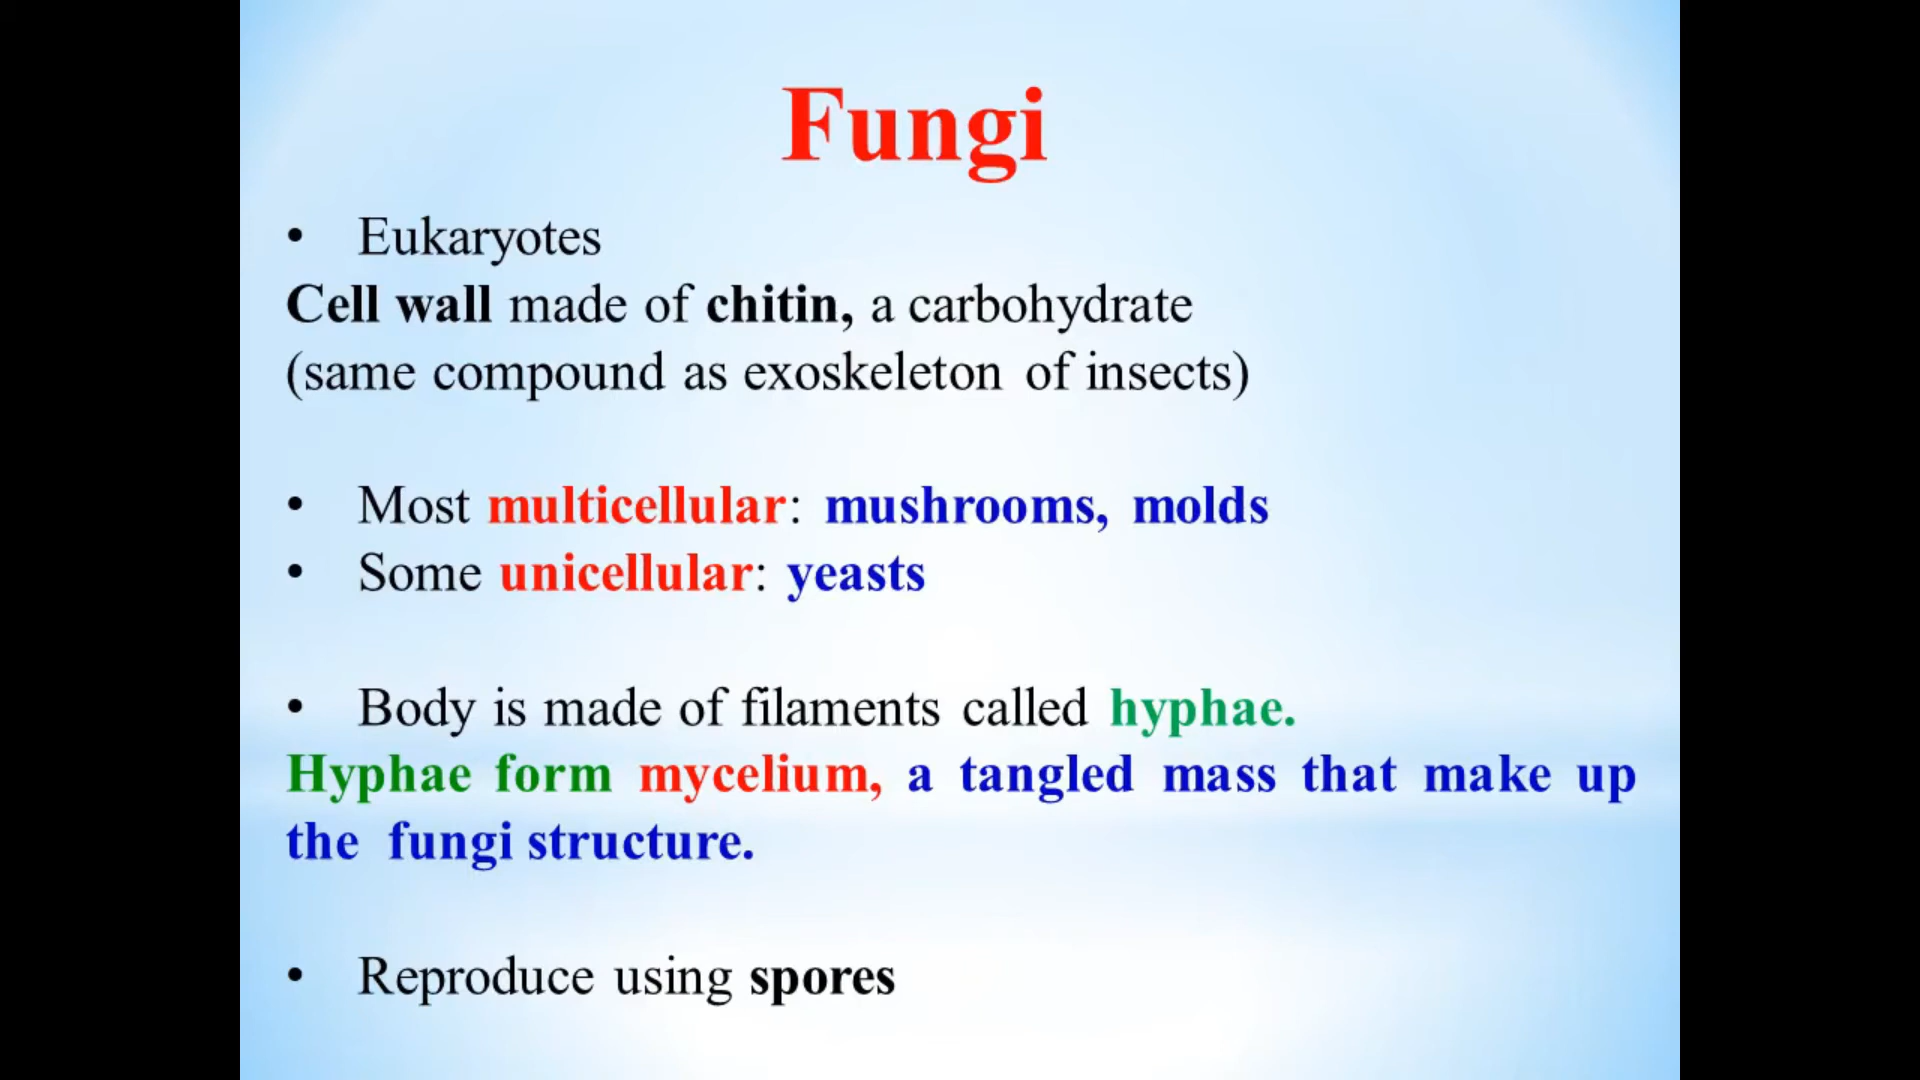 Fungi
• Eukaryotes
Cell wall made of chitin, a carbohydrate
(same compound as exoskeleton of insects)
• Most multicellular: mushrooms, molds
• Some unicellular: yeasts
• Body is made of filaments called hyphae.
Hyphae form mycelium, a tangled mass that make up
the fungi structure.
• Reproduce using spores